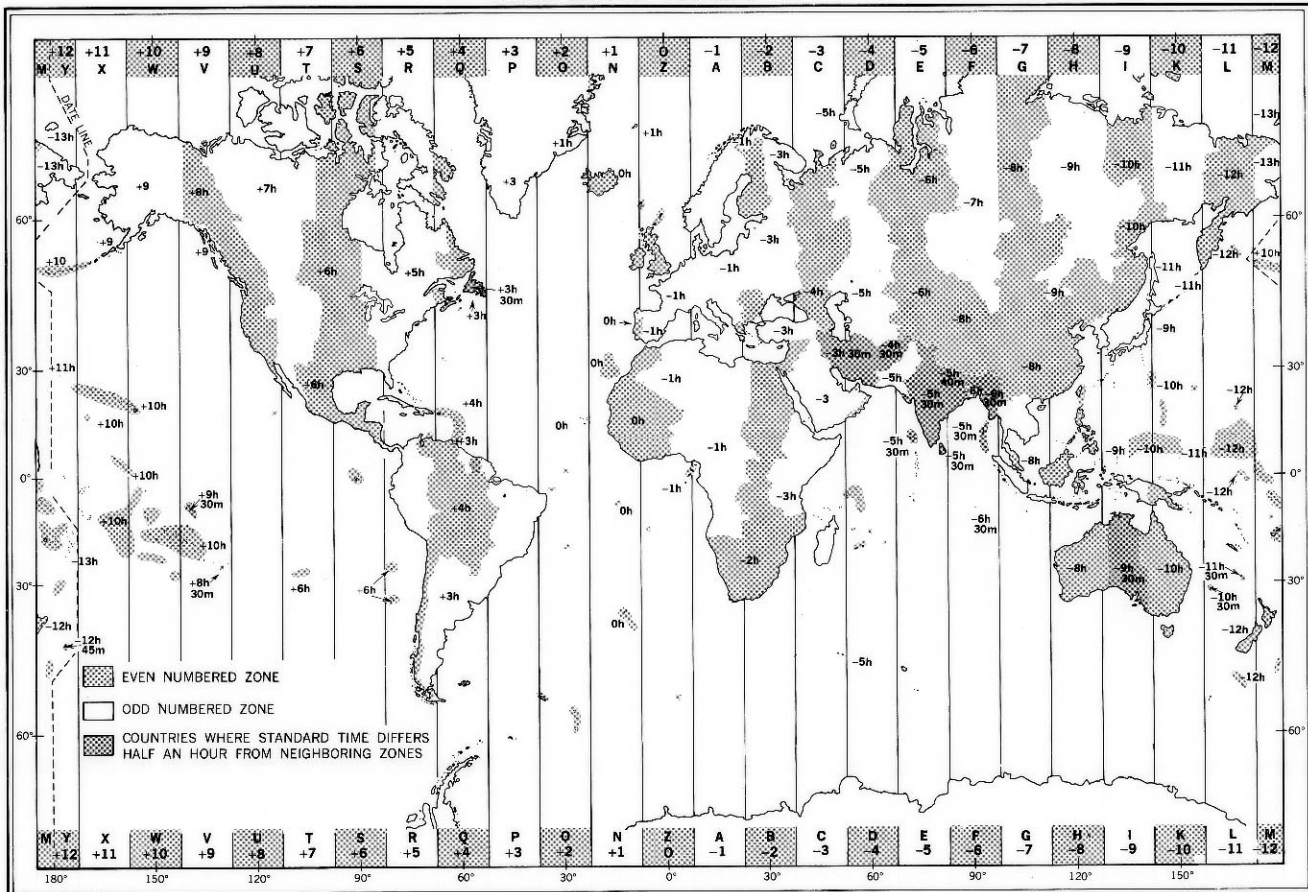 +12 +11 +10 +9 +8 +7 +6 +5 +4 +3 +2 +1 0 -1 -2 -3 -4 -5 -6 -7 -8 -9 -10 -11 -12
M Y X W V U T S R Q P O N Z A B C D E F G H I K L M
DATE LINE
-13h
-13h
+9
+8h
+7h
+1h
+3
0h
+1h
-1h
-3h
-5h
-5h
-6h
-7h
-8h
-9h
-10h
-11h
-12h
-13h
-13h
60°
60°
+9
+9
+10
+6h
+5h
+3h
30m
+3h
-3h
-1h
-1h
-1h
0h
-3h
-4h
-5h
-6h
-8h
-9h
-10h
-11h
-11h
-12h
+10h
-9h
30°
30°
+11h
+10h
+10h
+10h
+6h
+4h
+3h
0h
0h
-1h
0h
-1h
-1h
-3
-3h 30m
-4h
30m
-5h
-5h
40m
-5h
30m
-5h
30m
-5h
30m
-5h
30m
-6h
30m
-8h
-8h
-9h
-10h
-10h
-11h
-12h
-12h
-12h
0°
0°
+9h
30m
+10h
+10h
+8h
30m
-13h
+6h
+6h
+4h
+3h
0h
0h
-3h
-2h
-6h
30m
-8h
-9h
30m
-10h
-11h
30m
-10h
30m
-12h
-12h
30°
30°
-12h
-12h
45m
-5h
EVEN NUMBERED ZONE
ODD NUMBERED ZONE
COUNTRIES WHERE STANDARD TIME DIFFERS
HALF AN HOUR FROM NEIGHBORING ZONES
60°
60°
M Y X W V U T S R Q P O N Z A B C D E F G H I K L M
+12 +11 +10 +9 +8 +7 +6 +5 +4 +3 +2 +1 0 -1 -2 -3 -4 -5 -6 -7 -8 -9 -10 -11 -12
180° 150° 120° 90° 60° 30° 0° 30° 60° 90° 120° 150°